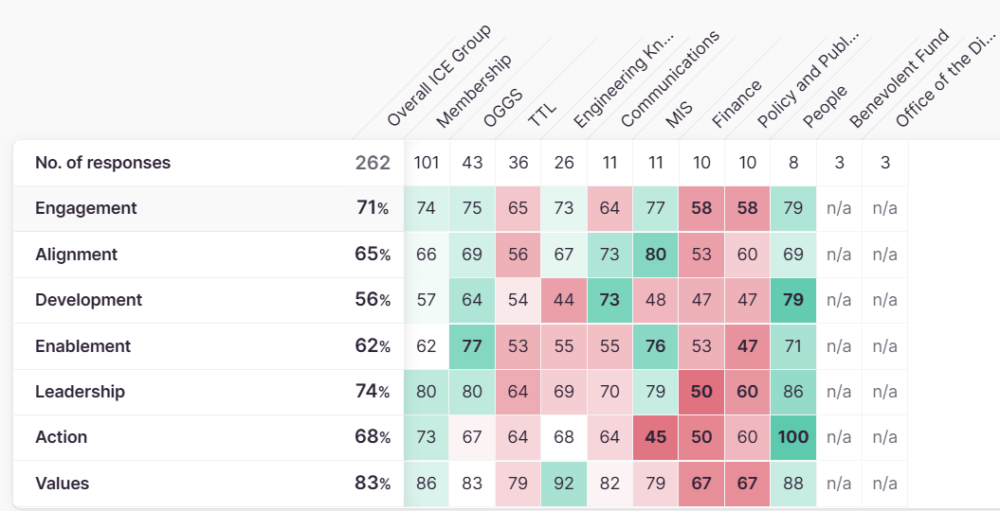 Overall ICE Group
Membership
OGGS
TTL
Engineering Kn...
Communications
MIS
Finance
Policy and Publ...
People
Benevolent Fund
Office of the Di...
No. of responses 262 101 43 36 26 11 11 10 10 8 3 3
Engagement 71% 74 75 65 73 64 77 58 58 79 n/a n/a
Alignment 65% 66 69 56 67 73 80 53 60 69 n/a n/a
Development 56% 57 64 54 44 73 48 47 47 79 n/a n/a
Enablement 62% 62 77 53 55 55 76 53 47 71 n/a n/a
Leadership 74% 80 80 64 69 70 79 50 60 86 n/a n/a
Action 68% 73 67 64 68 64 45 50 60 100 n/a n/a
Values 83% 86 83 79 92 82 79 67 67 88 n/a n/a